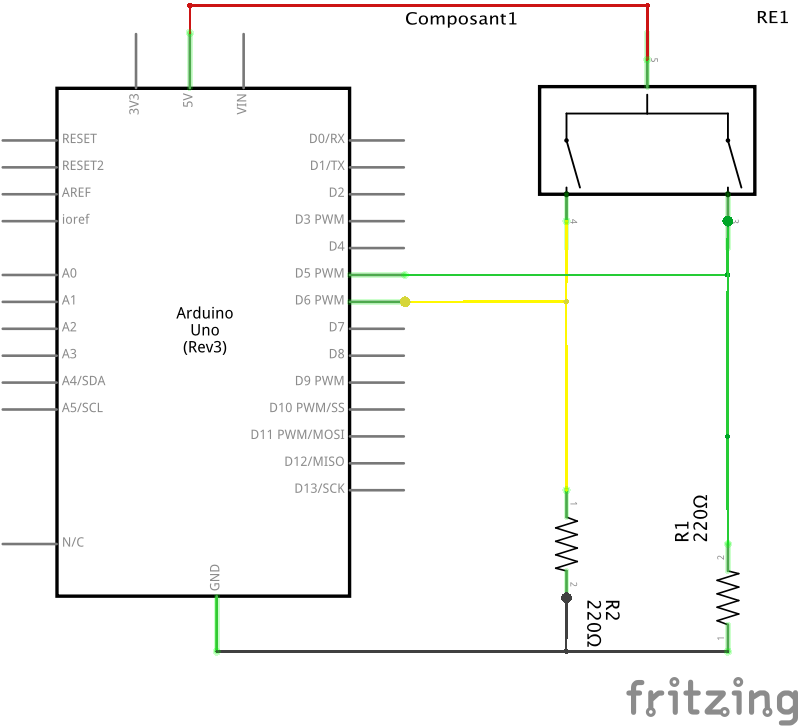 Composant1
RE1
3V3
5V
VIN
5
RESET
RESET2
AREF
ioref
A0
A1
A2
A3
A4/SDA
A5/SCL
N/C
Arduino
Uno
(Rev3)
D0/RX
D1/TX
D2
D3 PWM
D4
D5 PWM
D6 PWM
D7
D8
D9 PWM
D10 PWM/SS
D11 PWM/MOSI
D12/MISO
D13/SCK
GND
4
3
1
2
R2
220Ω
R1
220Ω
2
1
fritzing